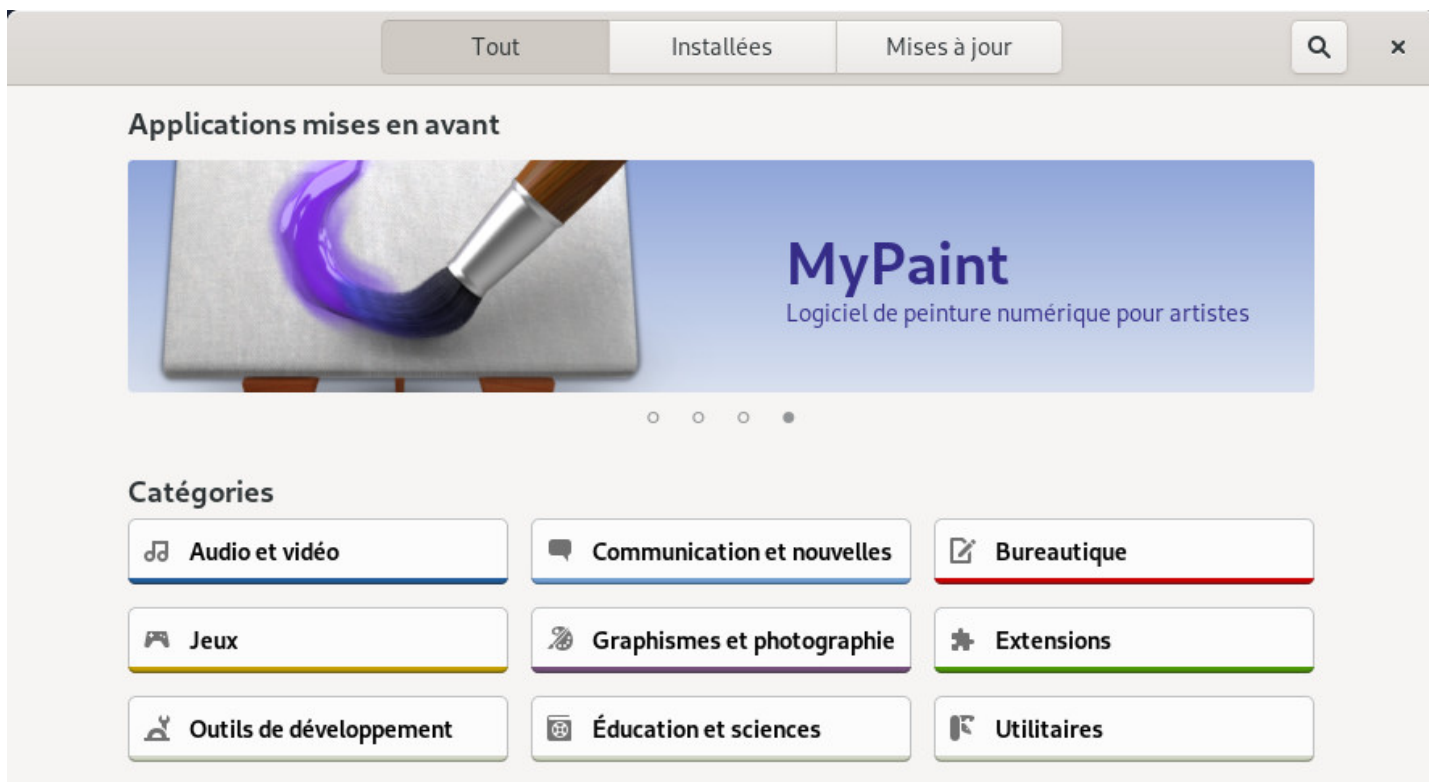 Tout
Installées
Mises à jour
Applications mises en avant
MyPaint
Logiciel de peinture numérique pour artistes
Catégories
Audio et vidéo
Communication et nouvelles
Bureautique
Jeux
Graphismes et photographie
Extensions
Outils de développement
Éducation et sciences
Utilitaires